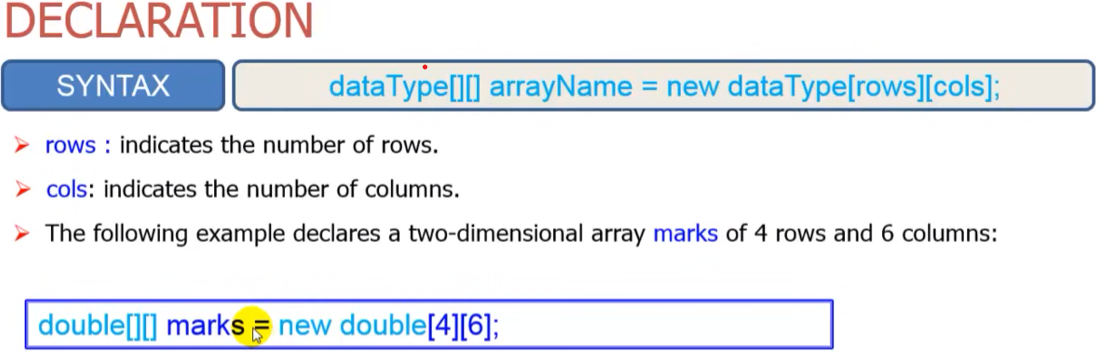 DECLARATION
SYNTAX
dataType[][] arrayName = new dataType[rows][cols];
rows : indicates the number of rows.
cols: indicates the number of columns.
The following example declares a two-dimensional array marks of 4 rows and 6 columns:
double[][] marks = new double[4][6];